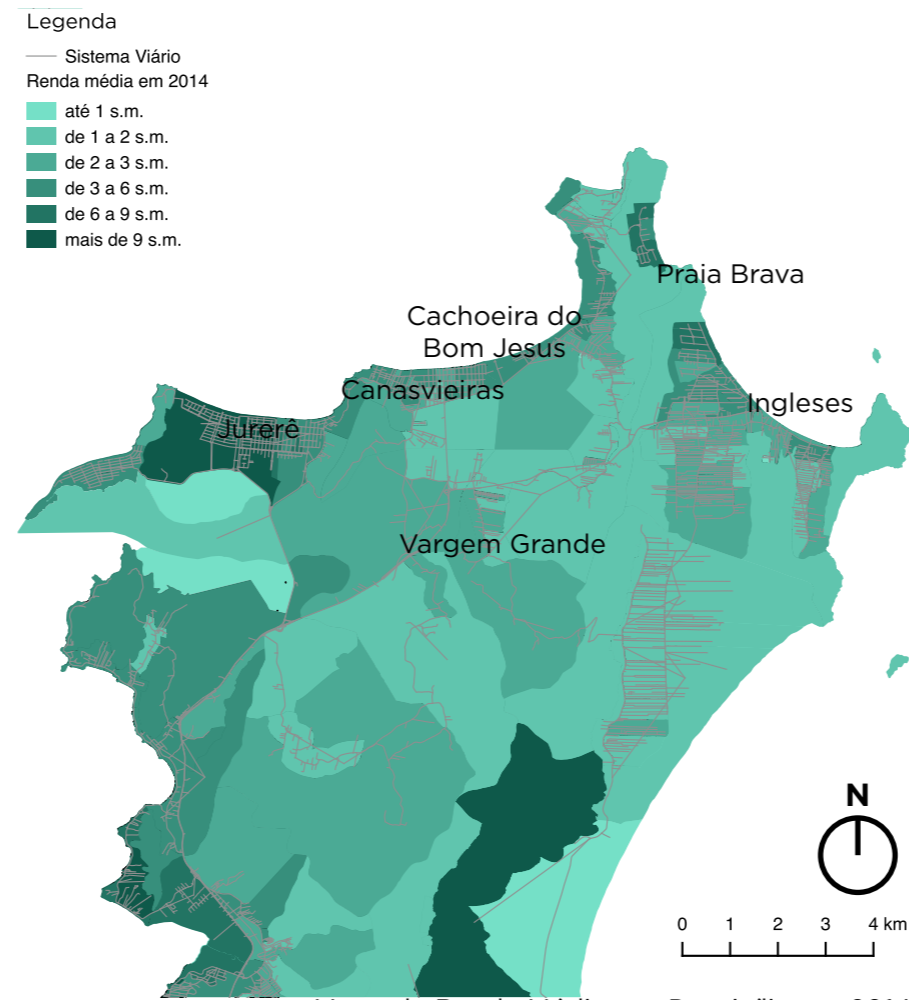 Legenda
Sistema Viário
Renda média em 2014
até 1 s.m.
de 1 a 2 s.m.
de 2 a 3 s.m.
de 3 a 6 s.m.
de 6 a 9 s.m.
mais de 9 s.m.
Praia Brava
Cachoeira do
Bom Jesus
Canasvieiras
Ingleses
Jurerê
Vargem Grande
N
0 1 2 3 4 km